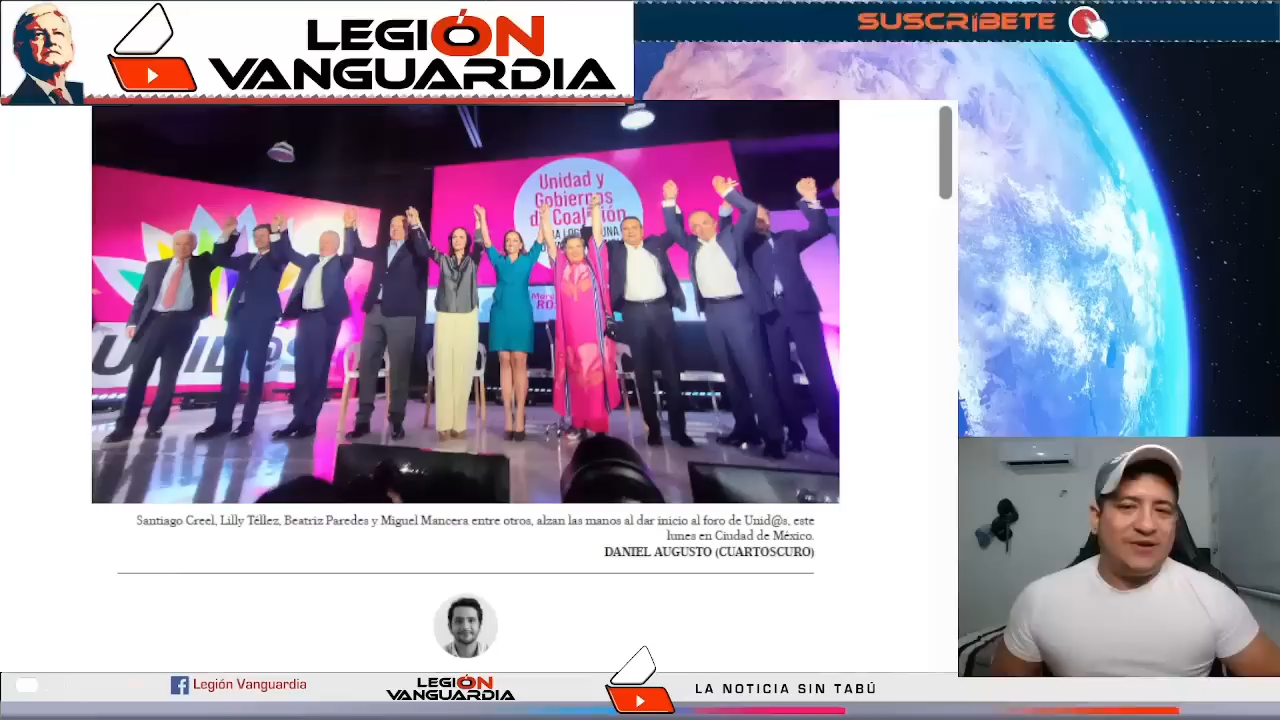 LEGIÓN
VANGUARDIA
SUSCRÍBETE
Unidad y
Gobiernos
de Coalición
UNID@S
Santiago Creel, Lilly Téllez, Beatriz Paredes y Miguel Mancera entre otros, alzan las manos al dar inicio al foro de Unid@s, este
lunes en Ciudad de México.
DANIEL AUGUSTO (CUARTOSCURO)
Legión Vanguardia
LEGIÓN
VANGUARDIA
LA NOTICIA SIN TABÚ